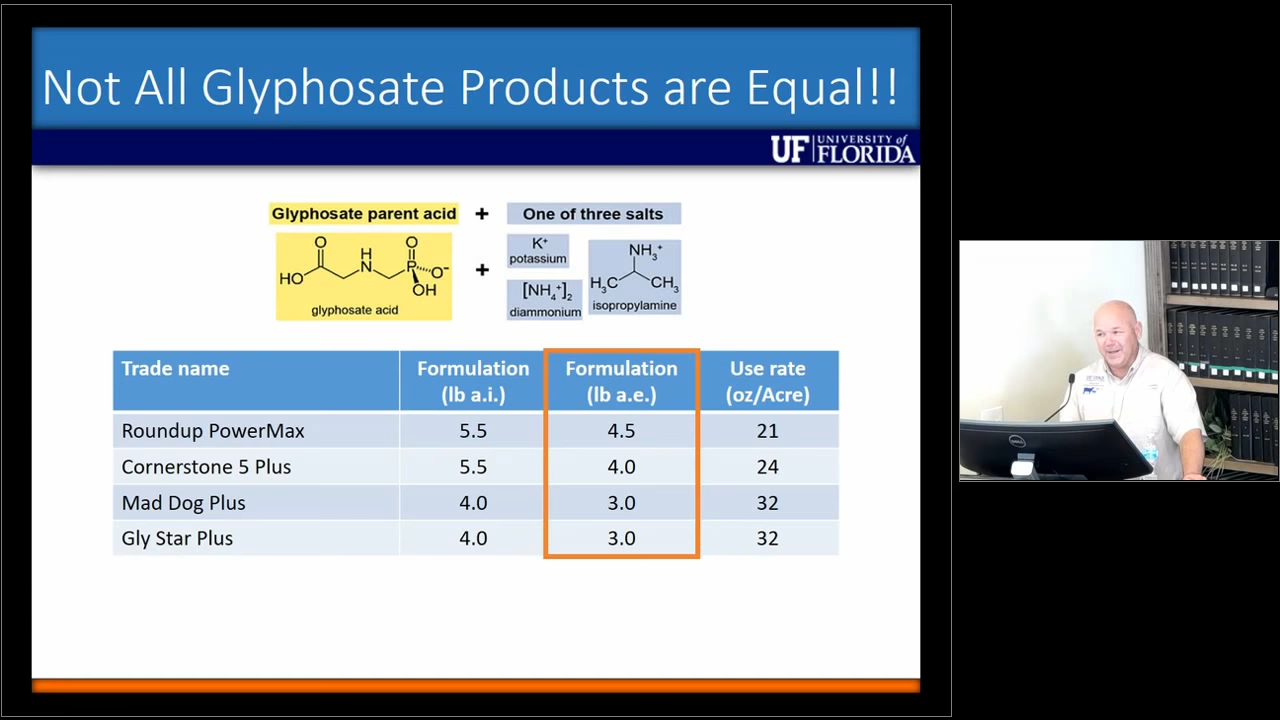 Not All Glyphosate Products are Equal!!
UF UNIVERSITY of FLORIDA
Glyphosate parent acid + One of three salts
O
HO
H
N
O
P
O⁻
OH
glyphosate acid
+
K⁺
potassium
[NH₄⁺]₂
diammonium
NH₃⁺
H₃C
CH₃
isopropylamine
Trade name Formulation (lb a.i.) Formulation (lb a.e.) Use rate (oz/Acre)
Roundup PowerMax 5.5 4.5 21
Cornerstone 5 Plus 5.5 4.0 24
Mad Dog Plus 4.0 3.0 32
Gly Star Plus 4.0 3.0 32
DELL